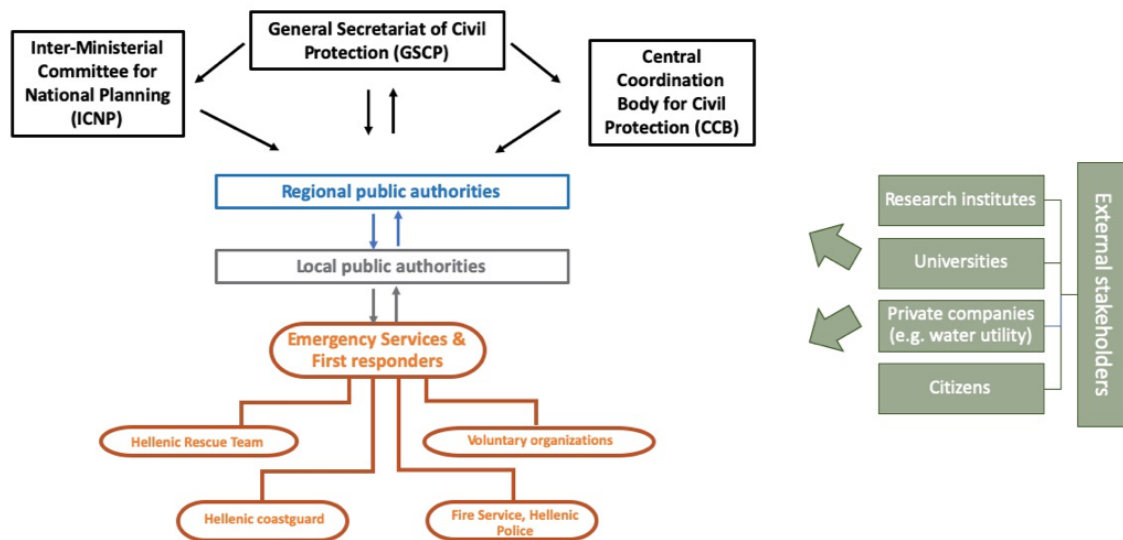 General Secretariat of Civil
Protection (GSCP)
Inter-Ministerial
Committee for
National Planning
(ICNP)
Central
Coordination
Body for Civil
Protection (CCB)
Regional public authorities
Local public authorities
Emergency Services &
First responders
Hellenic Rescue Team
Voluntary organizations
Hellenic coastguard
Fire Service, Hellenic
Police
Research institutes
Universities
Private companies
(e.g. water utility)
Citizens
External stakeholders